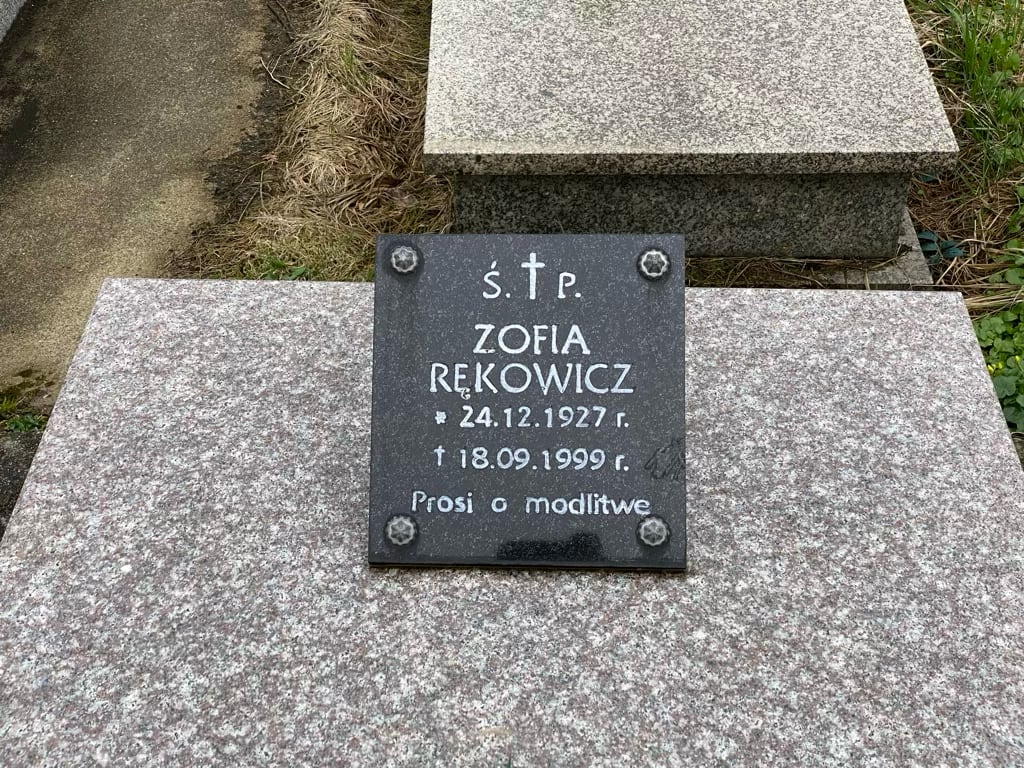 Ś. † P.
ZOFIA
RĘKOWICZ
* 24.12.1927 r.
† 18.09.1999 r.
Prosi o modlitwe